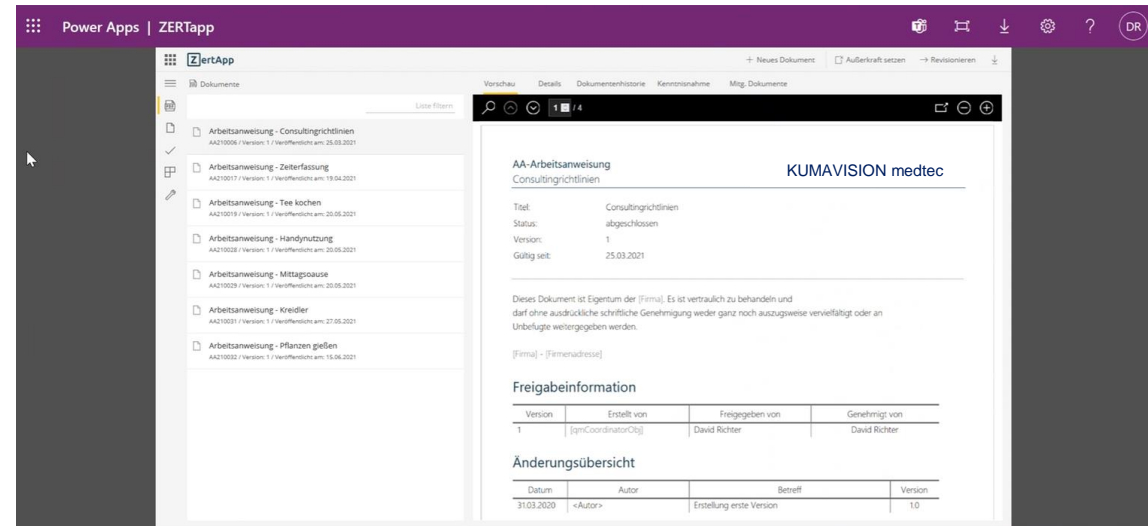 Power Apps | ZERTapp
DR
ZertApp
+ Neues Dokument
Außerkraft setzen
→ Revisionieren
Dokumente
Vorschau
Details
Dokumentenhistorie
Kenntnisnahme
Mitg. Dokumente
Liste filtern
1 / 4
Arbeitsanweisung - Consultingrichtlinien
AA210006 / Version: 1 / Veröffentlicht am: 25.03.2021
Arbeitsanweisung - Zeiterfassung
AA210017 / Version: 1 / Veröffentlicht am: 19.04.2021
Arbeitsanweisung - Tee kochen
AA210019 / Version: 1 / Veröffentlicht am: 20.05.2021
Arbeitsanweisung - Handynutzung
AA210028 / Version: 1 / Veröffentlicht am: 20.05.2021
Arbeitsanweisung - Mittagsoause
AA210029 / Version: 1 / Veröffentlicht am: 20.05.2021
Arbeitsanweisung - Kreidler
AA210031 / Version: 1 / Veröffentlicht am: 27.05.2021
Arbeitsanweisung - Pflanzen gießen
AA210032 / Version: 1 / Veröffentlicht am: 15.06.2021
AA-Arbeitsanweisung
Consultingrichtlinien
KUMAVISION medtec
Titel: Consultingrichtlinien
Status: abgeschlossen
Version: 1
Gültig seit: 25.03.2021
Dieses Dokument ist Eigentum der [Firma]. Es ist vertraulich zu behandeln und
darf ohne ausdrückliche schriftliche Genehmigung weder ganz noch auszugsweise vervielfältigt oder an
Unbefugte weitergegeben werden.
[Firma] - [Firmenadresse]
Freigabeinformation
Version Erstellt von Freigegeben von Genehmigt von
1 [qmCoordinatorObj] David Richter David Richter
Änderungsübersicht
Datum Autor Betreff Version
31.03.2020 <Autor> Erstellung erste Version 1.0